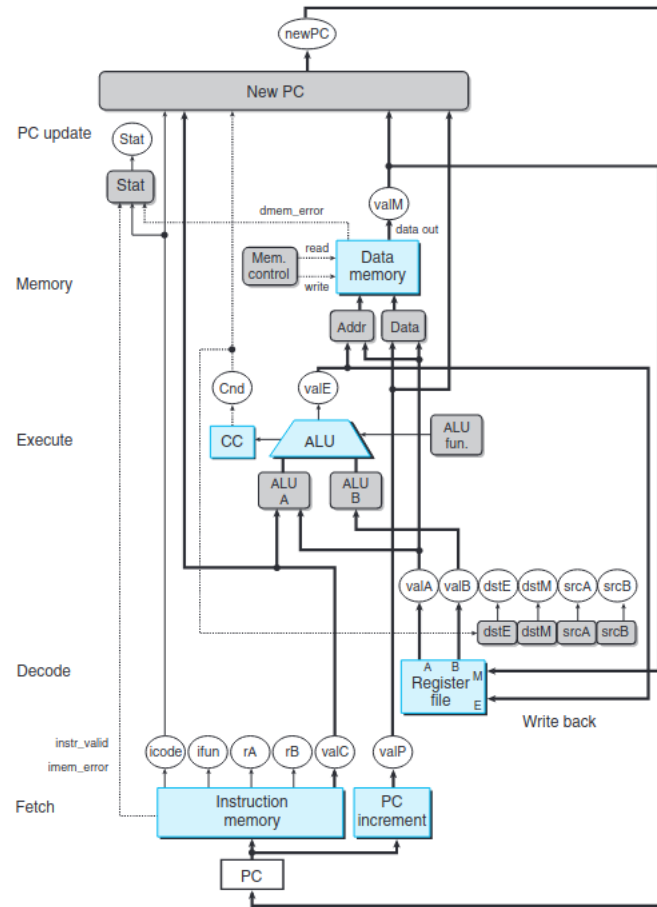 newPC
New PC
PC update
Stat
Stat
valM
dmem_error
data out
read
Mem.
control
Data
memory
Memory
write
Addr
Data
Cnd
valE
Execute
CC
ALU
ALU
fun.
ALU
A
ALU
B
valA
valB
dstE
dstM
srcA
srcB
dstE
dstM
srcA
srcB
Decode
A
B
M
Register
file
E
Write back
instr_valid
icode
ifun
rA
rB
valC
valP
imem_error
Fetch
Instruction
memory
PC
increment
PC